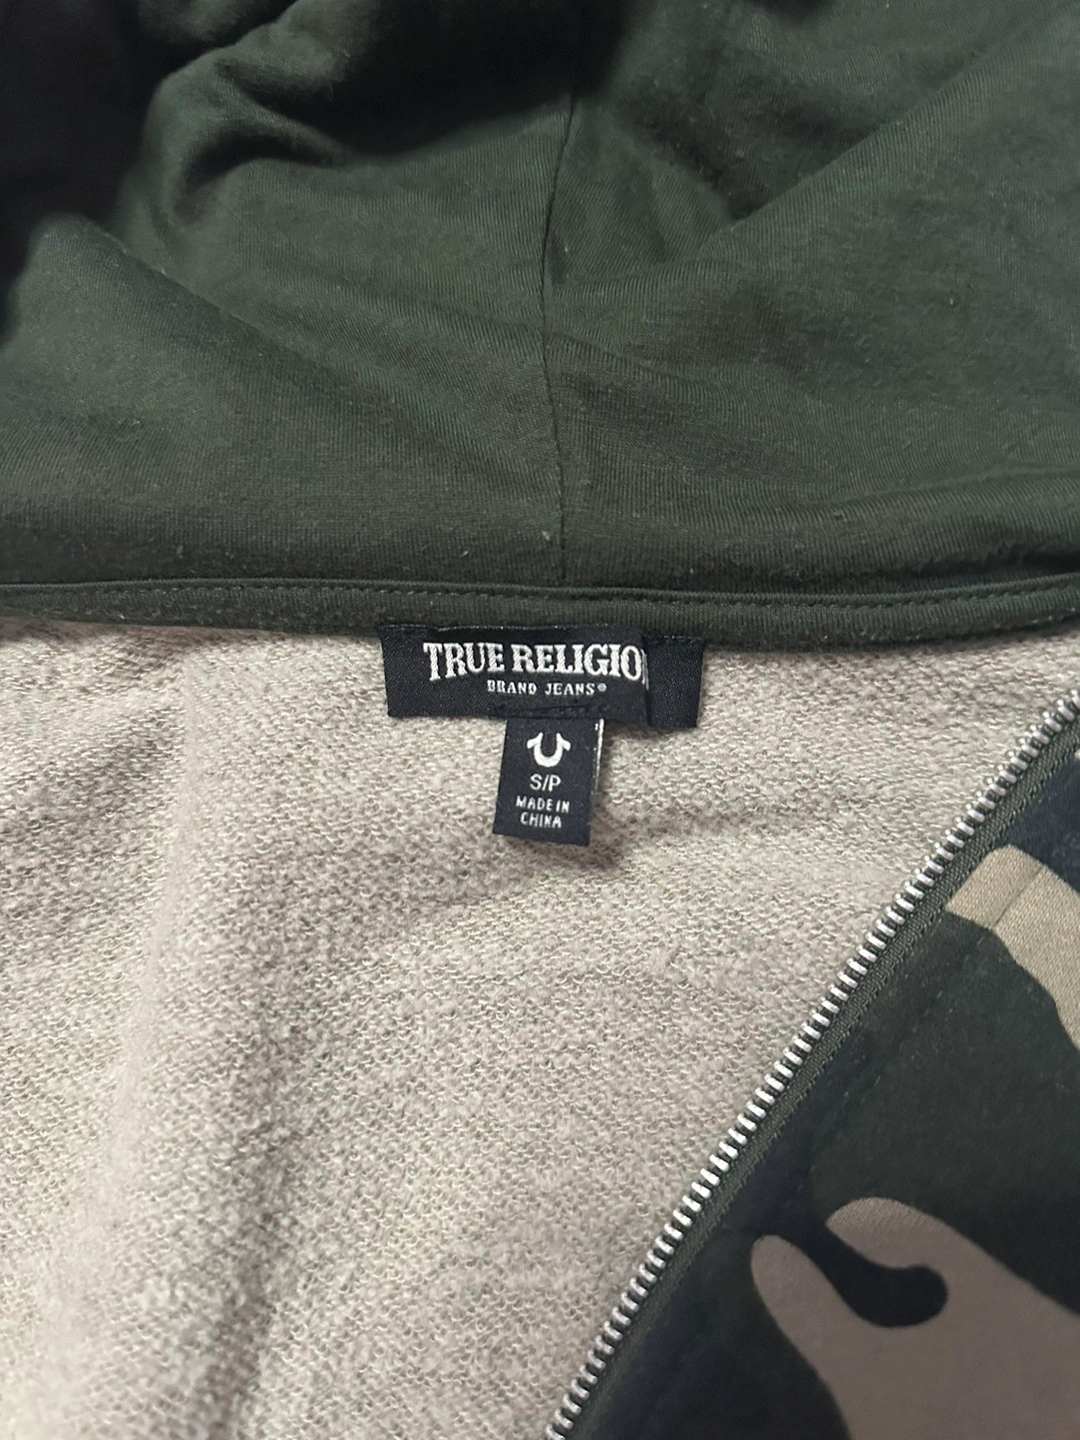 TRUE RELIGIO
BRAND JEANS®
S/P
MADE IN
CHINA